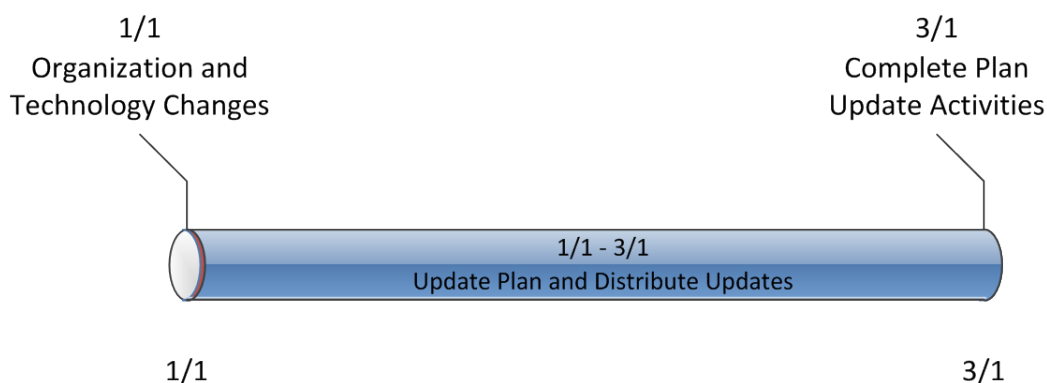 1/1
Organization and
Technology Changes
3/1
Complete Plan
Update Activities
1/1 - 3/1
Update Plan and Distribute Updates
1/1
3/1